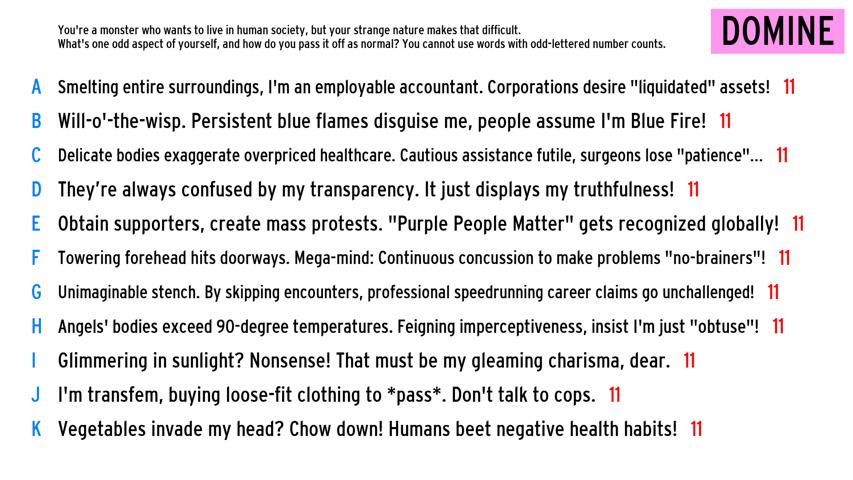 You're a monster who wants to live in human society, but your strange nature makes that difficult.
What's one odd aspect of yourself, and how do you pass it off as normal? You cannot use words with odd-lettered number counts.
DOMINE
A Smelting entire surroundings, I'm an employable accountant. Corporations desire "liquidated" assets! 11
B Will-o'-the-wisp. Persistent blue flames disguise me, people assume I'm Blue Fire! 11
C Delicate bodies exaggerate overpriced healthcare. Cautious assistance futile, surgeons lose "patience"... 11
D They’re always confused by my transparency. It just displays my truthfulness! 11
E Obtain supporters, create mass protests. "Purple People Matter" gets recognized globally! 11
F Towering forehead hits doorways. Mega-mind: Continuous concussion to make problems "no-brainers"! 11
G Unimaginable stench. By skipping encounters, professional speedrunning career claims go unchallenged! 11
H Angels' bodies exceed 90-degree temperatures. Feigning imperceptiveness, insist I'm just "obtuse"! 11
I Glimmering in sunlight? Nonsense! That must be my gleaming charisma, dear. 11
J I'm transfem, buying loose-fit clothing to *pass*. Don't talk to cops. 11
K Vegetables invade my head? Chow down! Humans beet negative health habits! 11